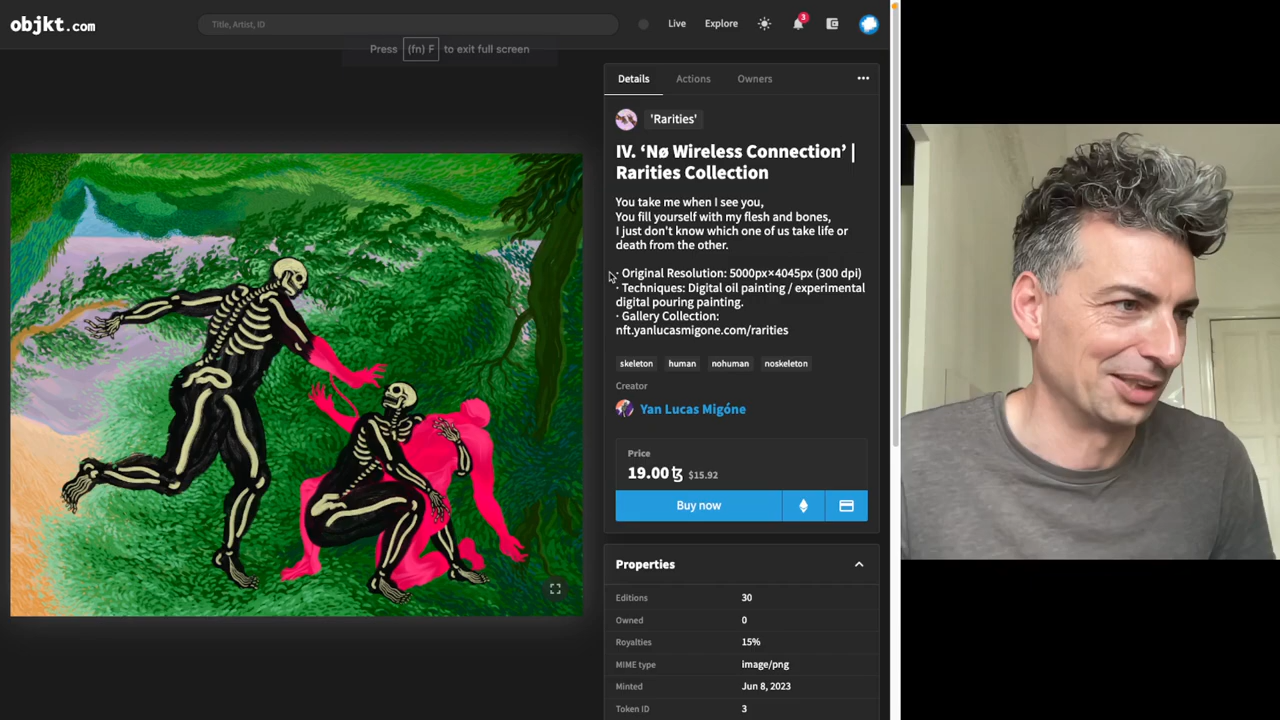 objkt.com
Title, Artist, ID
Live
Explore
3
Press (fn) F to exit full screen
Details
Actions
Owners
'Rarities'
IV. ‘Nø Wireless Connection’ |
Rarities Collection
You take me when I see you,
You fill yourself with my flesh and bones,
I just don't know which one of us take life or
death from the other.
· Original Resolution: 5000px×4045px (300 dpi)
· Techniques: Digital oil painting / experimental
digital pouring painting.
· Gallery Collection:
nft.yanlucasmigone.com/rarities
skeleton
human
nohuman
noskeleton
Creator
Yan Lucas Migóne
Price
19.00 ꜩ $15.92
Buy now
Properties
Editions 30
Owned 0
Royalties 15%
MIME type image/png
Minted Jun 8, 2023
Token ID 3